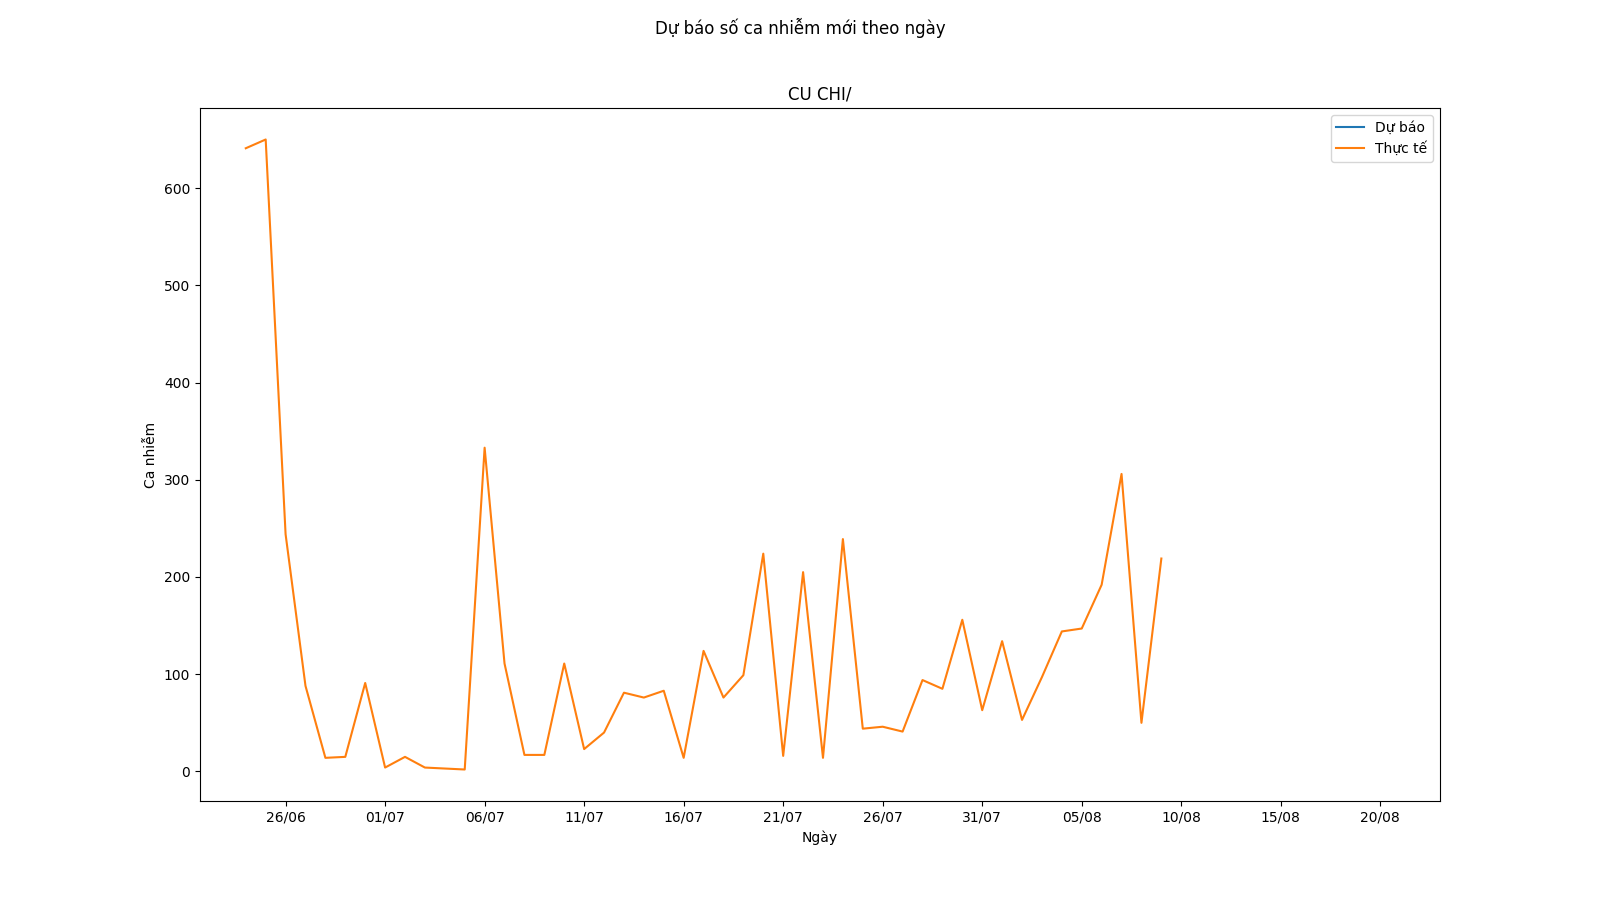 Dự báo số ca nhiễm mới theo ngày
CU CHI/
Dự báo
Thực tế
600
500
400
300
200
100
0
Ca nhiễm
26/06 01/07 06/07 11/07 16/07 21/07 26/07 31/07 05/08 10/08 15/08 20/08
Ngày